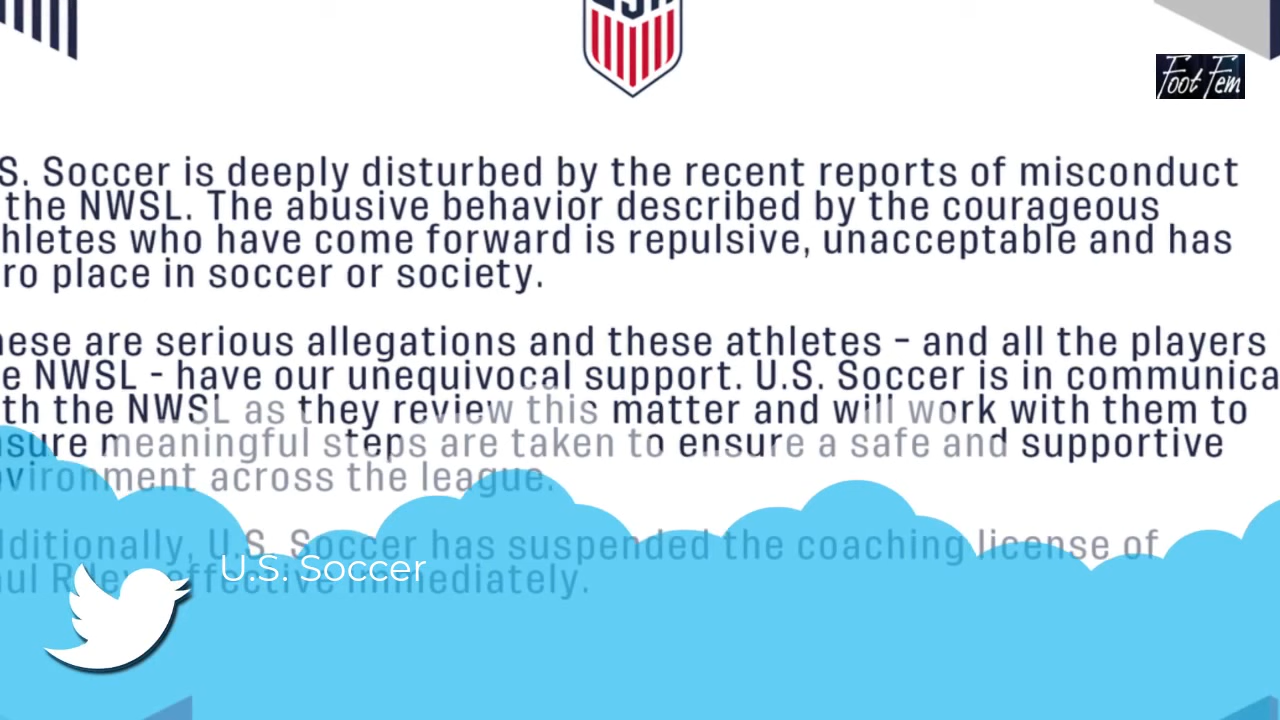 Foot Fem
S. Soccer is deeply disturbed by the recent reports of misconduct
the NWSL. The abusive behavior described by the courageous
hletes who have come forward is repulsive, unacceptable and has
ro place in soccer or society.
ese are serious allegations and these athletes - and all the players
e NWSL - have our unequivocal support. U.S. Soccer is in communica
th the NWSL as they review this matter and will work with them to
sure meaningful steps are taken to ensure a safe and supportive
vironment across the league.
ditionally, U.S. Soccer has suspended the coaching license of
ul Riley, effective immediately.
U.S. Soccer